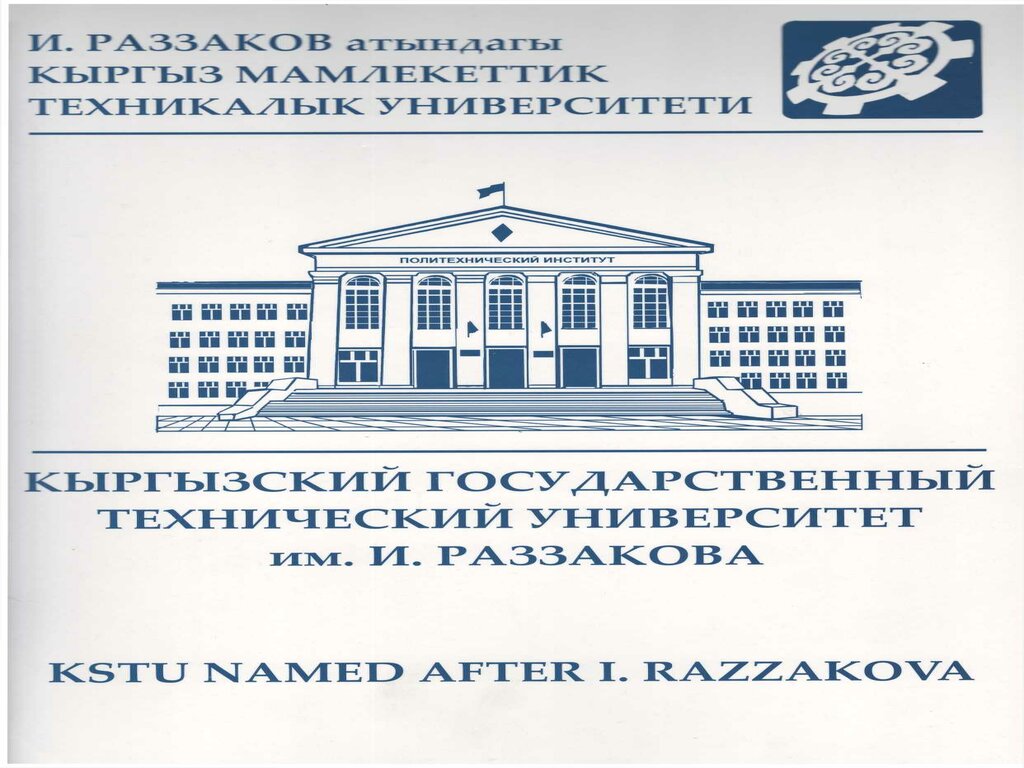 И. РАЗЗАКОВ атындагы
КЫРГЫЗ МАМЛЕКЕТТИК
ТЕХНИКАЛЫК УНИВЕРСИТЕТИ
ПОЛИТЕХНИЧЕСКИЙ ИНСТИТУТ
КЫРГЫЗСКИЙ ГОСУДАРСТВЕННЫЙ
ТЕХНИЧЕСКИЙ УНИВЕРСИТЕТ
им. И. РАЗЗАКОВА
KSTU NAMED AFTER I. RAZZAKOVA